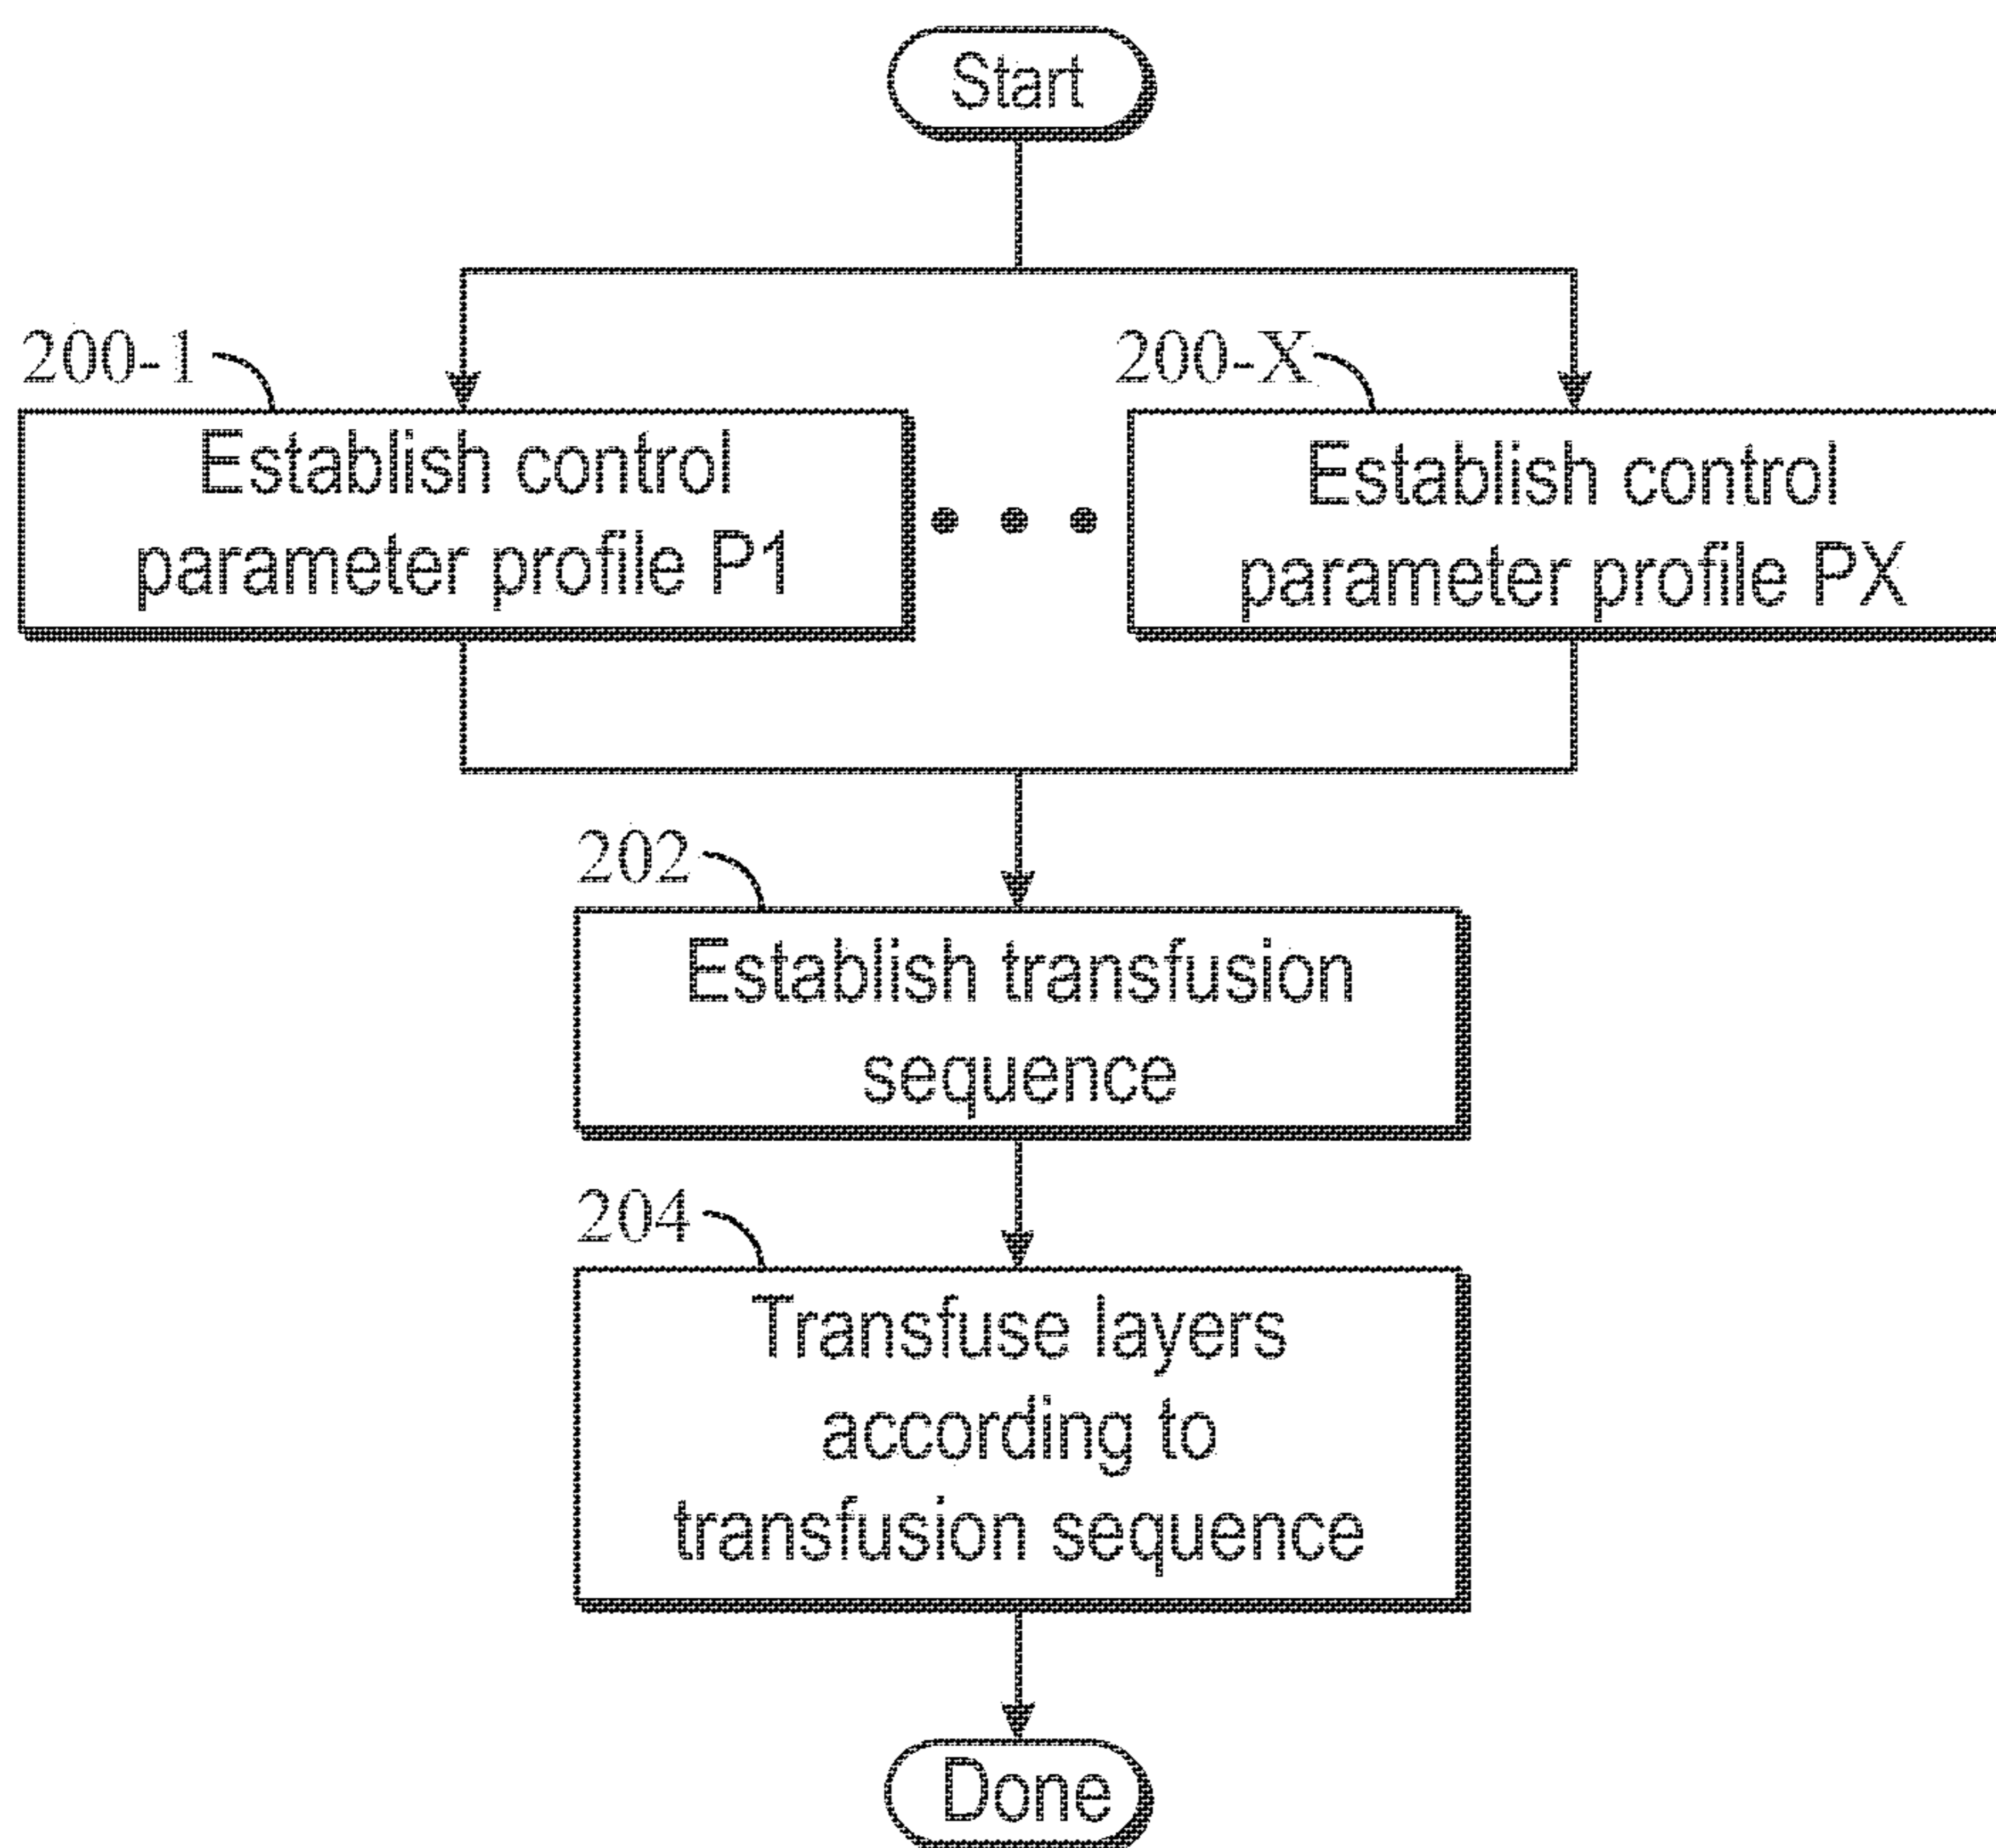 Start
200-1
200-X
Establish control
parameter profile P1
Establish control
parameter profile PX
202
Establish transfusion
sequence
204
Transfuse layers
according to
transfusion sequence
Done